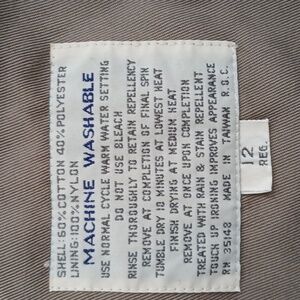 SHELL: 60% COTTON 40% POLYESTER
LINING: 100% NYLON
MACHINE WASHABLE
USE NORMAL CYCLE WARM WATER SETTING
DO NOT USE BLEACH
RINSE THOROUGHLY TO RETAIN REPELLENCY
REMOVE AT COMPLETION OF FINAL SPIN
TUMBLE DRY 10 MINUTES AT LOWEST HEAT
FINISH DRYING AT MEDIUM HEAT
REMOVE AT ONCE UPON COMPLETION
TREATED WITH RAIN & STAIN REPELLENT
TOUCH UP IRONING IMPROVES APPEARANCE
RN 35148 MADE IN TAIWAN R.O.C.
12
REG.